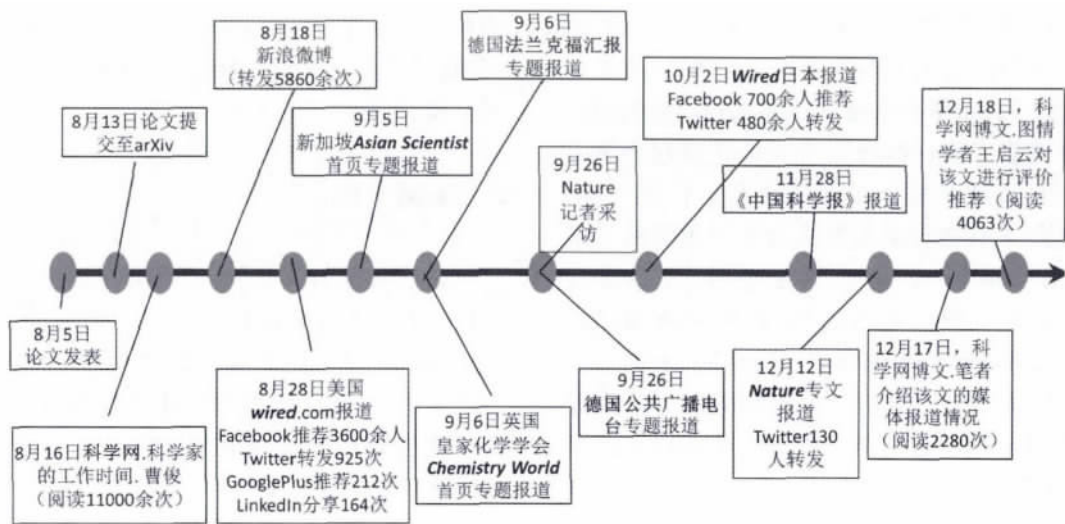 8月5日
论文发表
8月13日论文提
交至arXiv
8月16日科学网.科学家
的工作时间. 曹俊
（阅读11000余次）
8月18日
新浪微博
（转发5860余次）
8月28日美国
wired.com报道
Facebook推荐3600余人
Twitter转发925次
GooglePlus推荐212次
LinkedIn分享164次
9月5日
新加坡Asian Scientist
首页专题报道
9月6日
德国法兰克福汇报
专题报道
9月6日英国
皇家化学学会
Chemistry World
首页专题报道
9月26日
Nature
记者采
访
9月26日
德国公共广播电
台专题报道
10月2日Wired日本报道
Facebook 700余人推荐
Twitter 480余人转发
11月28日
《中国科学报》报道
12月12日
Nature专文
报道
Twitter130
人转发
12月17日，科
学网博文.笔者
介绍该文的媒
体报道情况
（阅读2280次）
12月18日，科
学网博文.图情
学者王启云对
该文进行评价
推荐（阅读
4063次）